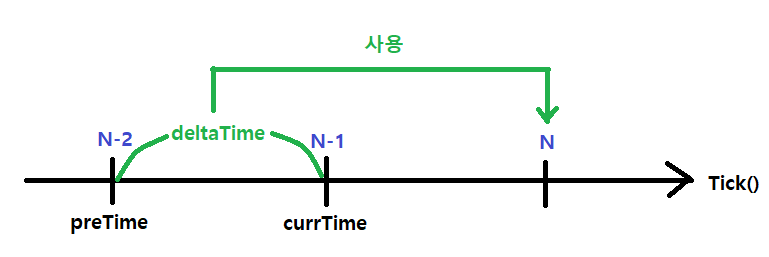 사용
N-2
deltaTime
N-1
N
Tick()
preTime
currTime